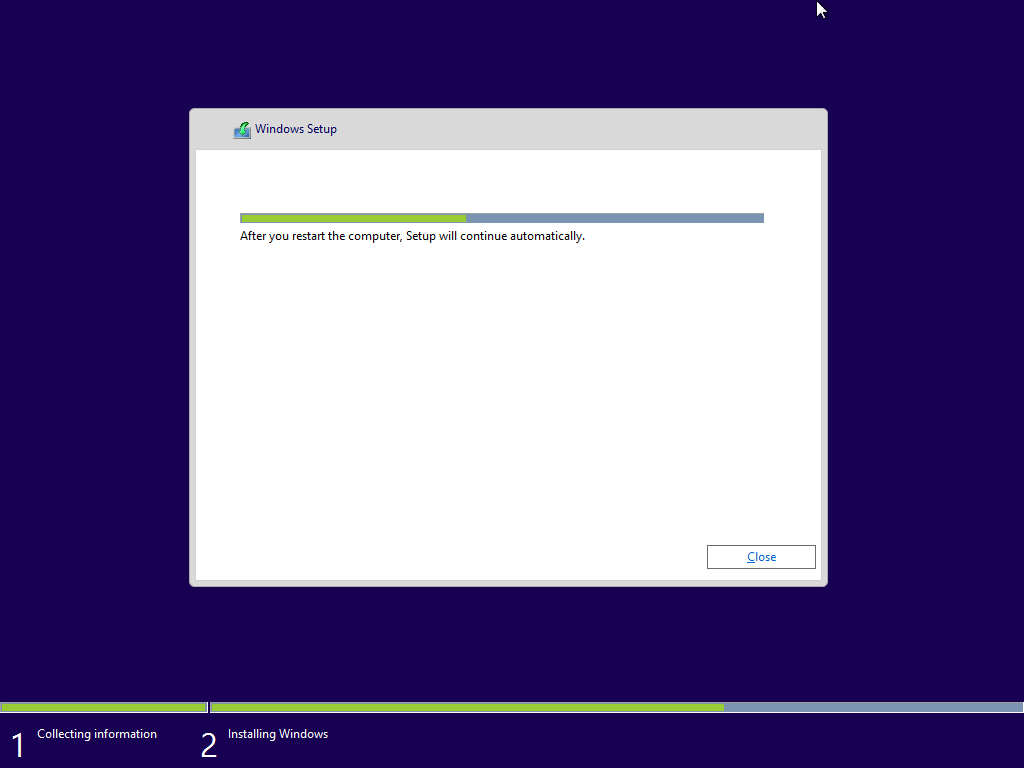 Windows Setup
After you restart the computer, Setup will continue automatically.
Close
1 Collecting information
2 Installing Windows